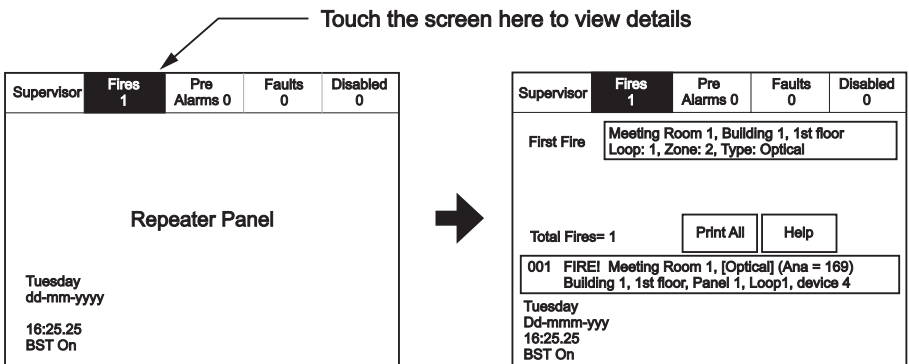 Touch the screen here to view details
Supervisor
Fires
1
Pre
Alarms 0
Faults
0
Disabled
0
Repeater Panel
Tuesday
dd-mm-yyyy
16:25.25
BST On
Supervisor
Fires
1
Pre
Alarms 0
Faults
0
Disabled
0
First Fire
Meeting Room 1, Building 1, 1st floor
Loop: 1, Zone: 2, Type: Optical
Total Fires= 1
Print All
Help
001 FIRE! Meeting Room 1, [Optical] (Ana = 169)
Building 1, 1st floor, Panel 1, Loop1, device 4
Tuesday
Dd-mmm-yyy
16:25.25
BST On